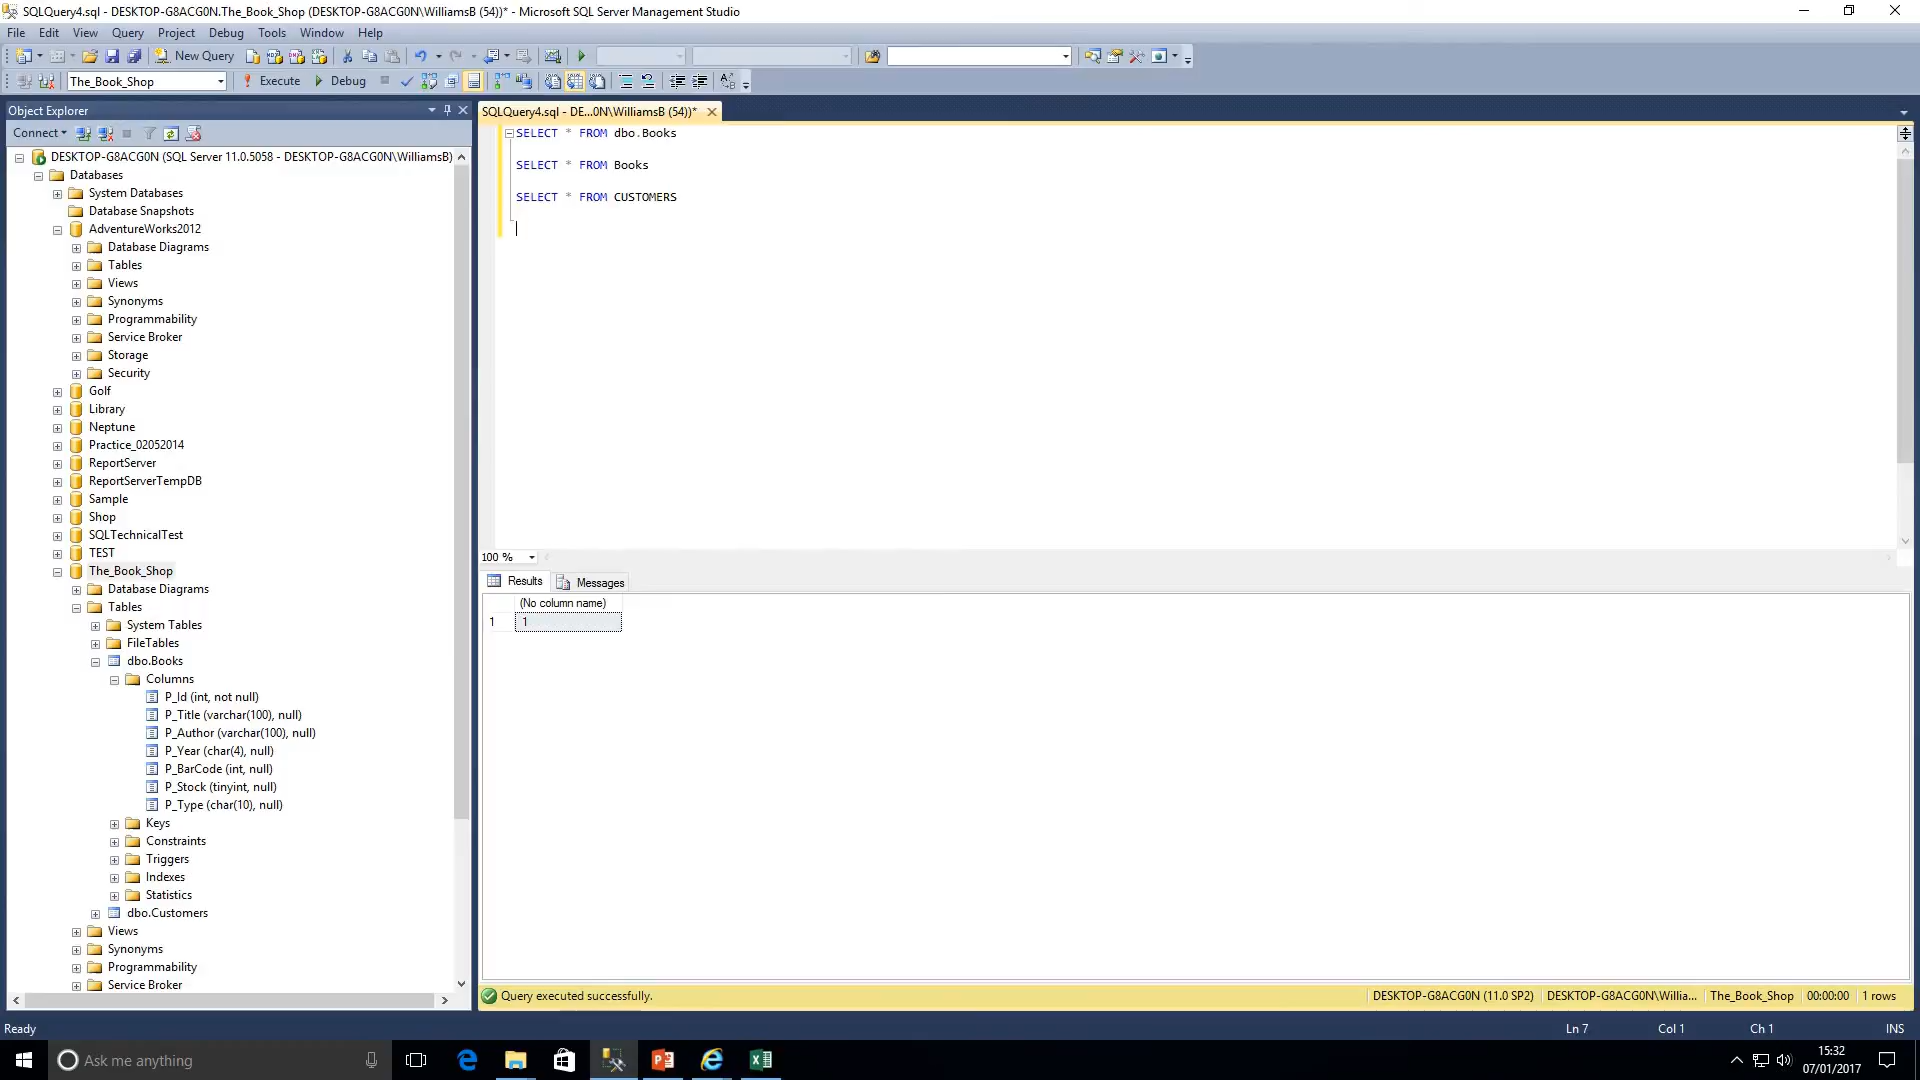 SQLQuery4.sql - DESKTOP-G8ACG0N.The_Book_Shop (DESKTOP-G8ACG0N\WilliamsB (54))* - Microsoft SQL Server Management Studio
File Edit View Query Project Debug Tools Window Help
New Query
The_Book_Shop Execute Debug
Object Explorer
Connect
DESKTOP-G8ACG0N (SQL Server 11.0.5058 - DESKTOP-G8ACG0N\WilliamsB)
Databases
System Databases
Database Snapshots
AdventureWorks2012
Database Diagrams
Tables
Views
Synonyms
Programmability
Service Broker
Storage
Security
Golf
Library
Neptune
Practice_02052014
ReportServer
ReportServerTempDB
Sample
Shop
SQLTechnicalTest
TEST
The_Book_Shop
Database Diagrams
Tables
System Tables
FileTables
dbo.Books
Columns
P_Id (int, not null)
P_Title (varchar(100), null)
P_Author (varchar(100), null)
P_Year (char(4), null)
P_BarCode (int, null)
P_Stock (tinyint, null)
P_Type (char(10), null)
Keys
Constraints
Triggers
Indexes
Statistics
dbo.Customers
Views
Synonyms
Programmability
Service Broker
SQLQuery4.sql - DE...0N\WilliamsB (54))*
SELECT * FROM dbo.Books
SELECT * FROM Books
SELECT * FROM CUSTOMERS
100 %
Results Messages
(No column name)
1 1
Query executed successfully. DESKTOP-G8ACG0N (11.0 SP2) DESKTOP-G8ACG0N\Willia... The_Book_Shop 00:00:00 1 rows
Ready Ln 7 Col 1 Ch 1 INS
Ask me anything
15:32
07/01/2017